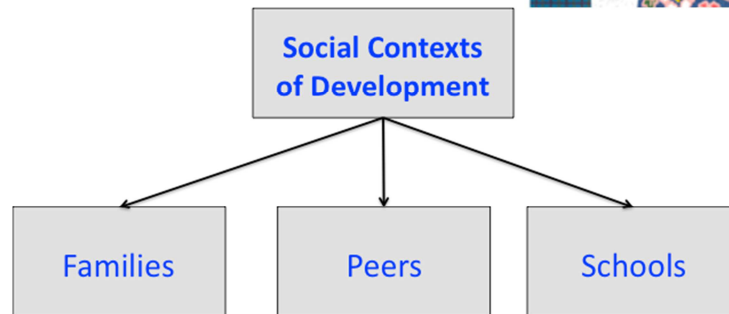 Social Contexts
of Development
Families
Peers
Schools